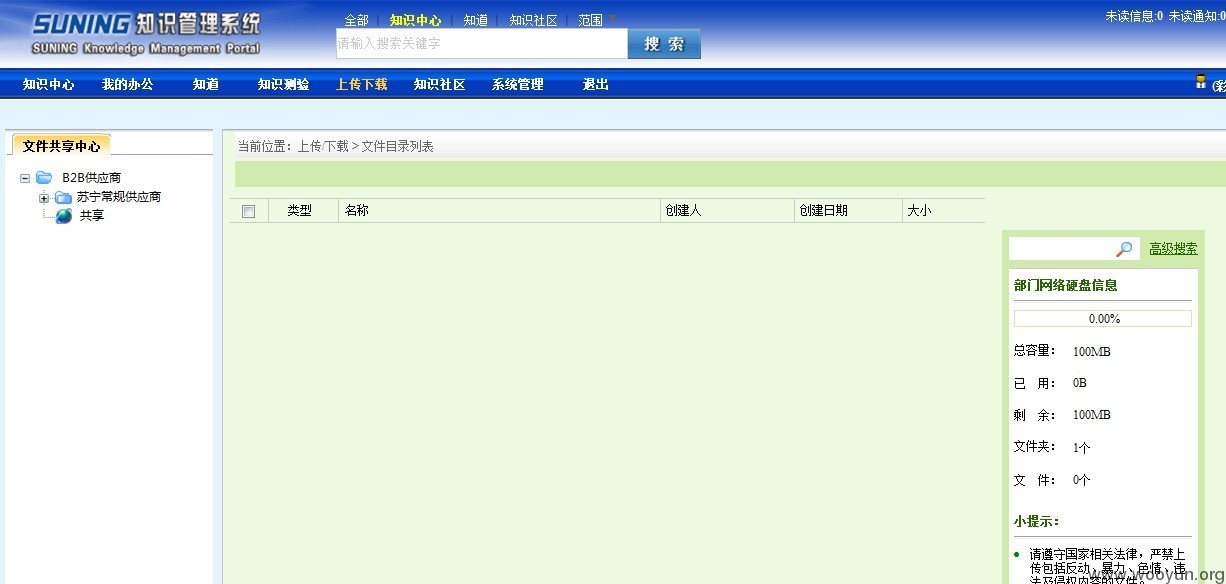 SUNING 知识管理系统
SUNING Knowledge Management Portal
全部 知识中心 知道 知识社区 范围
请输入搜索关键字
搜 索
未读信息:0 未读通知:0
知识中心 我的办公 知道 知识测验 上传下载 知识社区 系统管理 退出
(彩
文件共享中心
B2B供应商
苏宁常规供应商
共享
当前位置：上传/下载 > 文件目录列表
类型 名称 创建人 创建日期 大小
高级搜索
部门网络硬盘信息
0.00%
总容量： 100MB
已 用： 0B
剩 余： 100MB
文件夹： 1个
文 件： 0个
小提示：
请遵守国家相关法律，严禁上
传包括反动、暴力、色情、违
法及侵权内容的文件。
www.wooyun.org